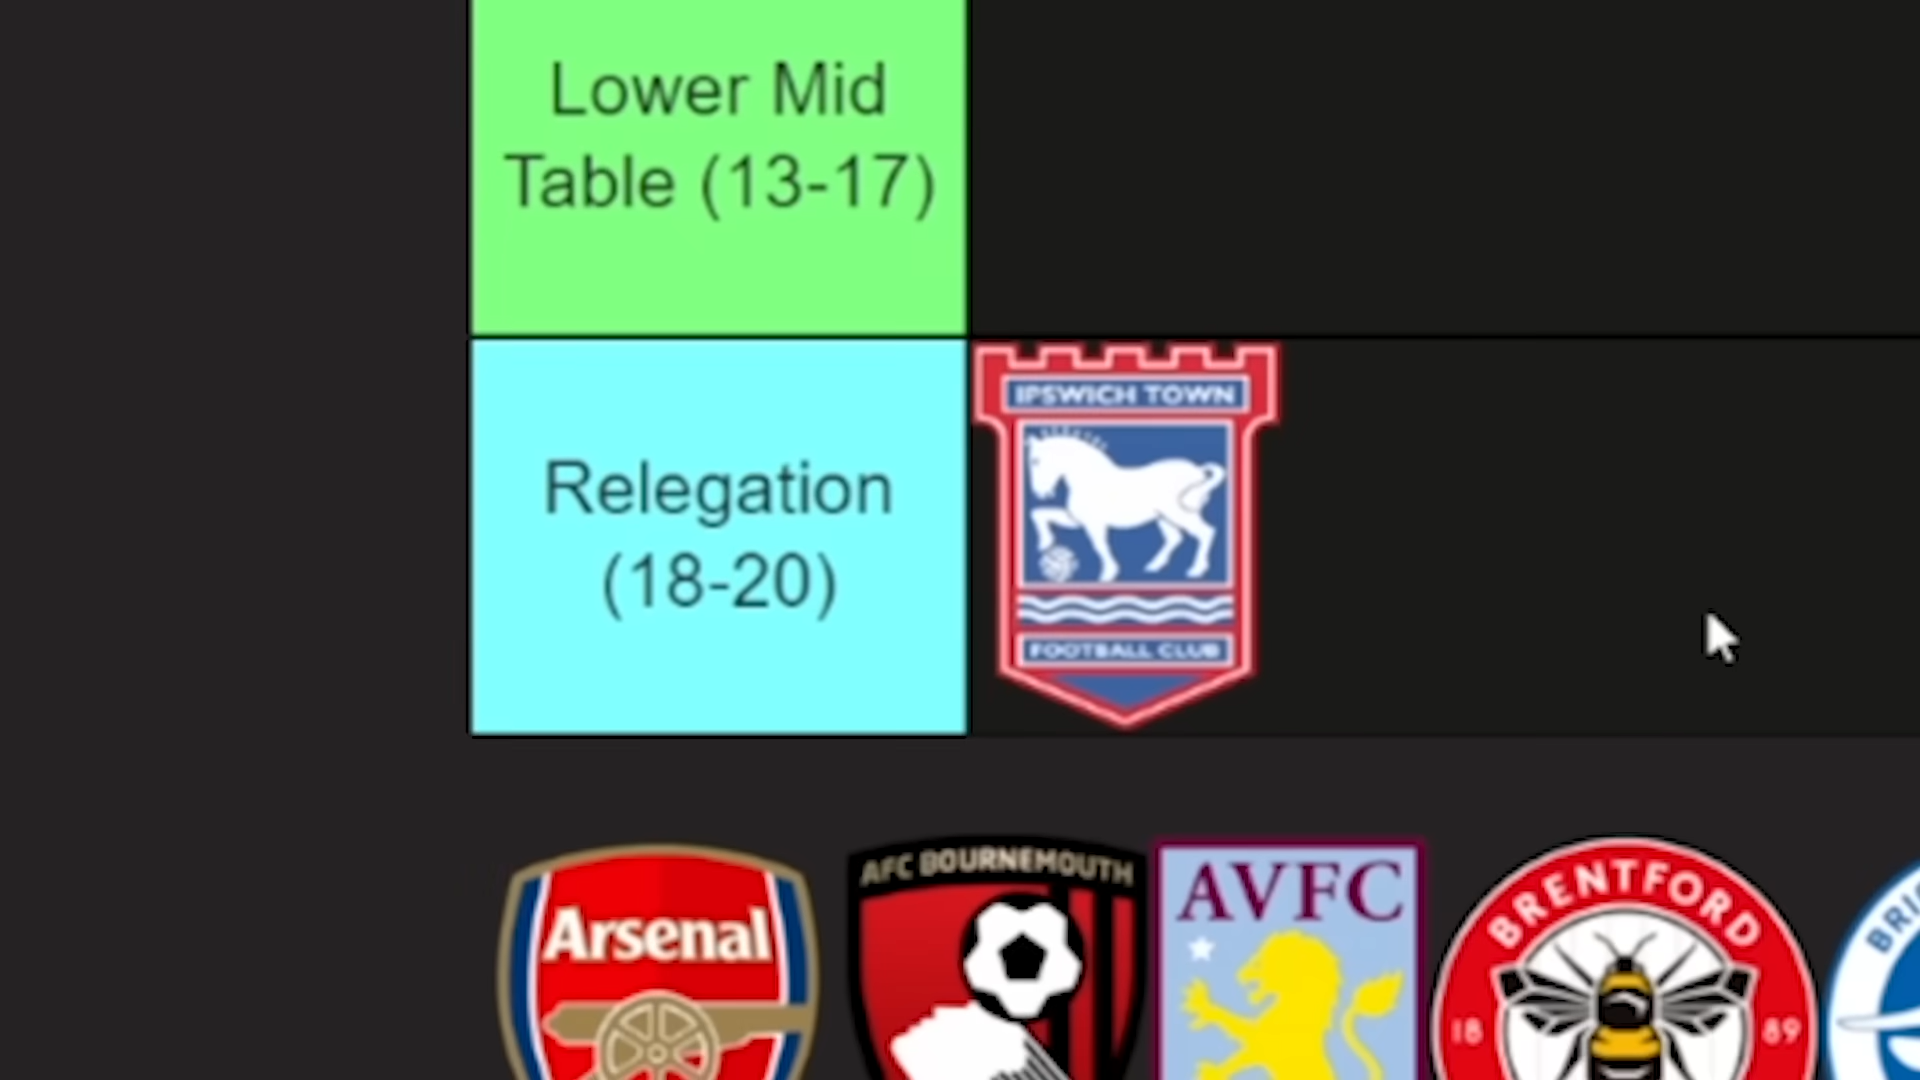 Lower Mid
Table (13-17)
IPSWICH TOWN
Relegation
(18-20)
FOOTBALL CLUB
Arsenal
AFC BOURNEMOUTH
AVFC
BRENTFORD
18 89
BRI